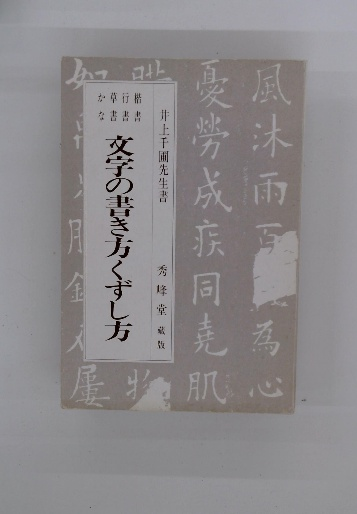 風沐雨
為心
憂勞成疾同堯肌
井上千圃先生書
秀峰堂 蔵版
楷書
行書
草書
かな
文字の書き方くずし方